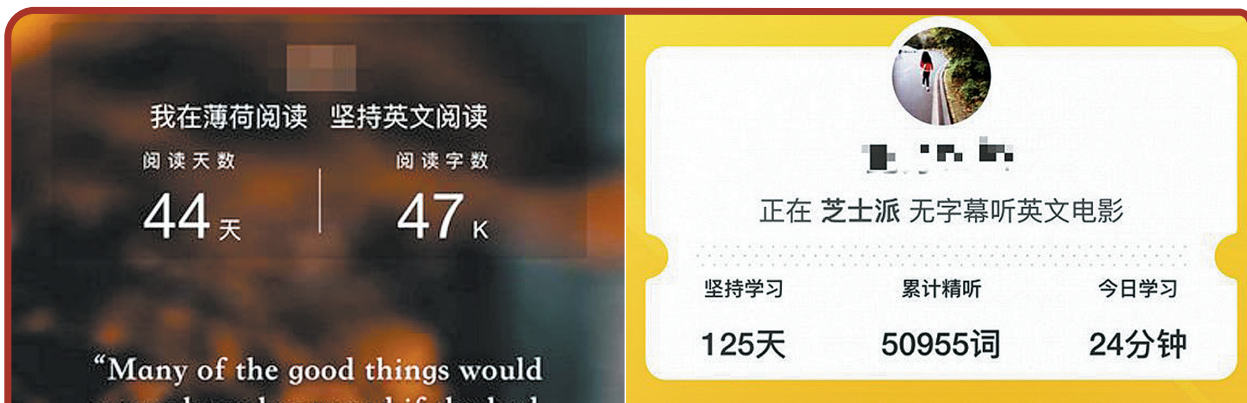 我在薄荷阅读 坚持英文阅读
阅读天数 阅读字数
44天 47K
“Many of the good things would
正在 芝士派 无字幕听英文电影
坚持学习 累计精听 今日学习
125天 50955词 24分钟